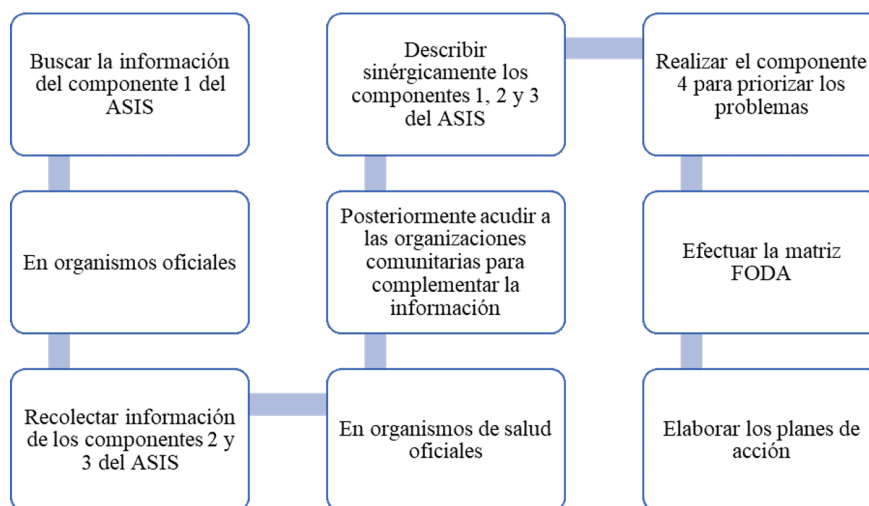 Buscar la información
del componente 1 del
ASIS
En organismos oficiales
Recolectar información
de los componentes 2 y
3 del ASIS
En organismos de salud
oficiales
Posteriormente acudir a
las organizaciones
comunitarias para
complementar la
información
Describir
sinérgicamente los
componentes 1, 2 y 3
del ASIS
Realizar el componente
4 para priorizar los
problemas
Efectuar la matriz
FODA
Elaborar los planes de
acción